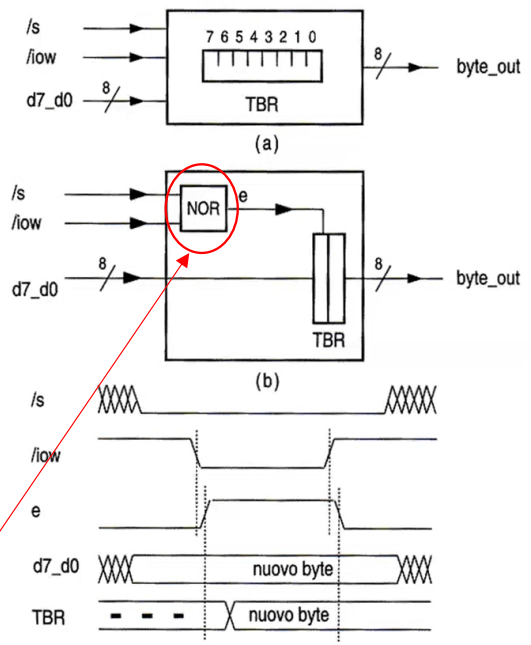 /s
7 6 5 4 3 2 1 0
/iow
8
8
byte_out
d7_d0
TBR
(a)
/s
NOR
e
/iow
8
8
byte_out
d7_d0
TBR
(b)
/s
/iow
e
d7_d0
nuovo byte
TBR
nuovo byte